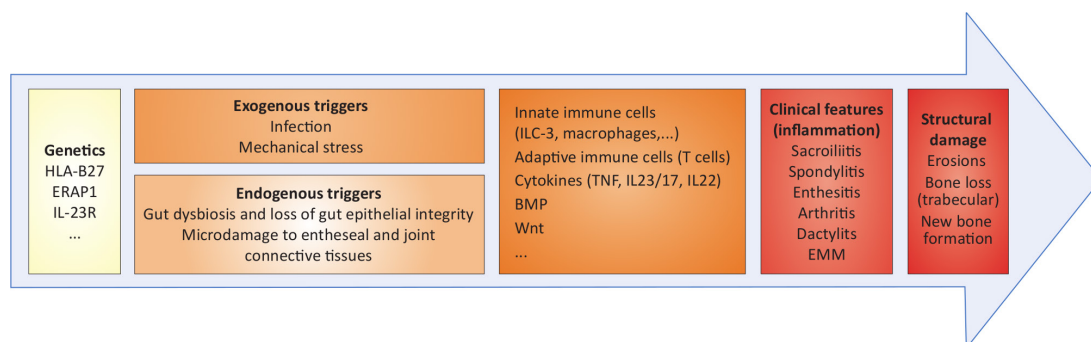 Genetics
HLA-B27
ERAP1
IL-23R
...
Exogenous triggers
Infection
Mechanical stress
Endogenous triggers
Gut dysbiosis and loss of gut epithelial integrity
Microdamage to entheseal and joint
connective tissues
Innate immune cells
(ILC-3, macrophages,...)
Adaptive immune cells (T cells)
Cytokines (TNF, IL23/17, IL22)
BMP
Wnt
...
Clinical features
(inflammation)
Sacroiliitis
Spondylitis
Enthesitis
Arthritis
Dactylits
EMM
Structural
damage
Erosions
Bone loss
(trabecular)
New bone
formation